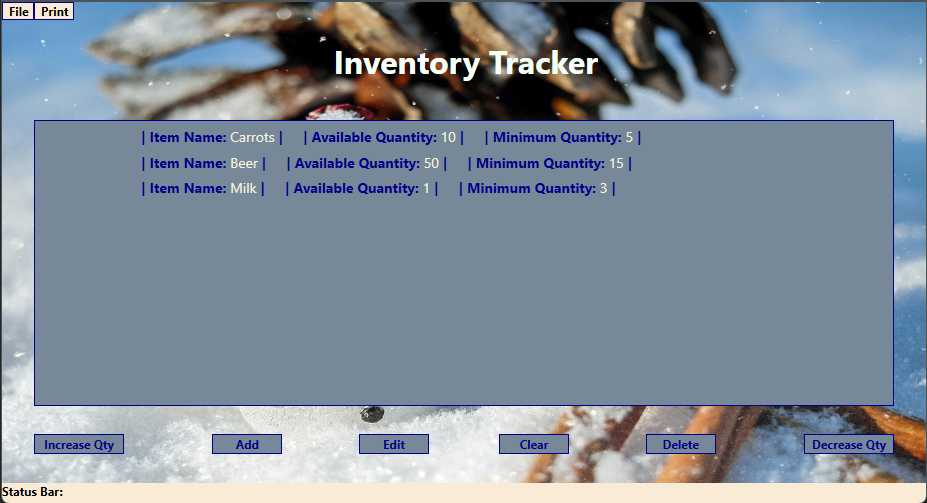 File Print
Inventory Tracker
| Item Name: Carrots | | Available Quantity: 10 | | Minimum Quantity: 5 |
| Item Name: Beer | | Available Quantity: 50 | | Minimum Quantity: 15 |
| Item Name: Milk | | Available Quantity: 1 | | Minimum Quantity: 3 |
Increase Qty Add Edit Clear Delete Decrease Qty
Status Bar: